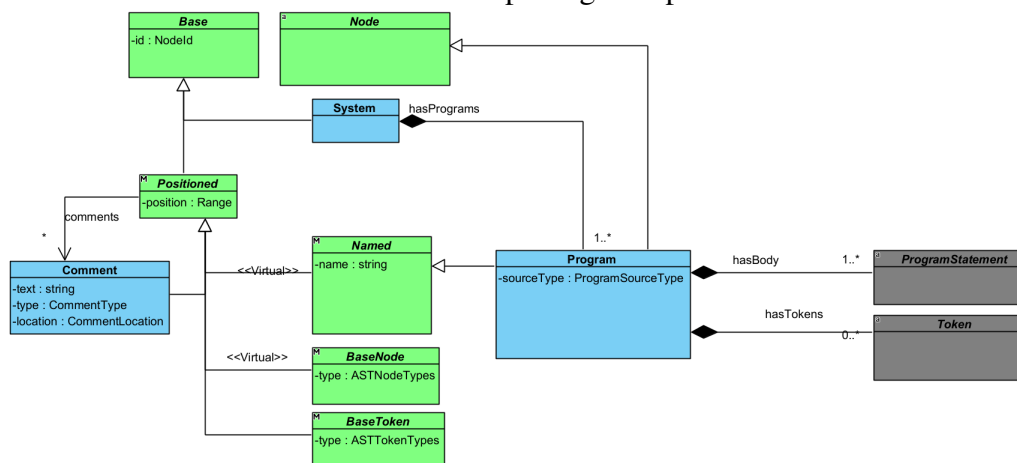 Base
-id : NodeId
a
Node
System
hasPrograms
M
Positioned
-position : Range
comments
*
Comment
-text : string
-type : CommentType
-location : CommentLocation
<<Virtual>>
M
Named
-name : string
1..*
Program
-sourceType : ProgramSourceType
hasBody
1..*
a
ProgramStatement
hasTokens
0..*
a
Token
<<Virtual>>
M
BaseNode
-type : ASTNodeTypes
M
BaseToken
-type : ASTTokenTypes